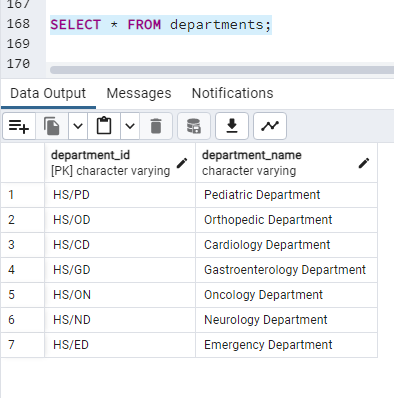 167
168 SELECT * FROM departments;
169
170
Data Output Messages Notifications
department_id department_name
[PK] character varying character varying
1 HS/PD Pediatric Department
2 HS/OD Orthopedic Department
3 HS/CD Cardiology Department
4 HS/GD Gastroenterology Department
5 HS/ON Oncology Department
6 HS/ND Neurology Department
7 HS/ED Emergency Department